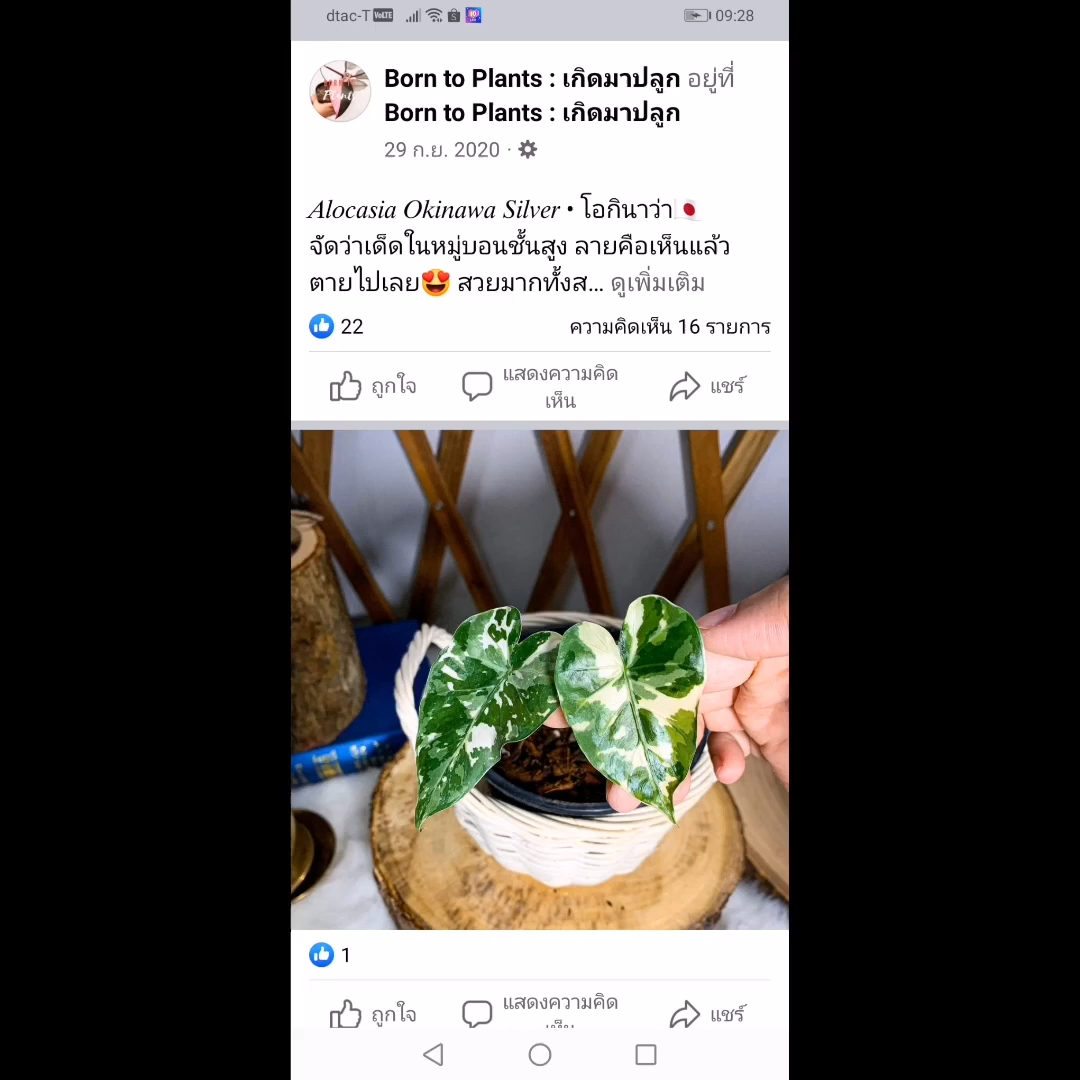 dtac-T VoLTE 09:28
Born to Plants : เกิดมาปลูก อยู่ที่
Born to Plants : เกิดมาปลูก
29 ก.ย. 2020 ·
Alocasia Okinawa Silver • โอกินาว่า🇯🇵
จัดว่าเด็ดในหมู่บอนชั้นสูง ลายคือเห็นแล้ว
ตายไปเลย😍 สวยมากทั้งส... ดูเพิ่มเติม
22 ความคิดเห็น 16 รายการ
ถูกใจ แสดงความคิด แชร์
เห็น
1
ถูกใจ แสดงความคิด แชร์